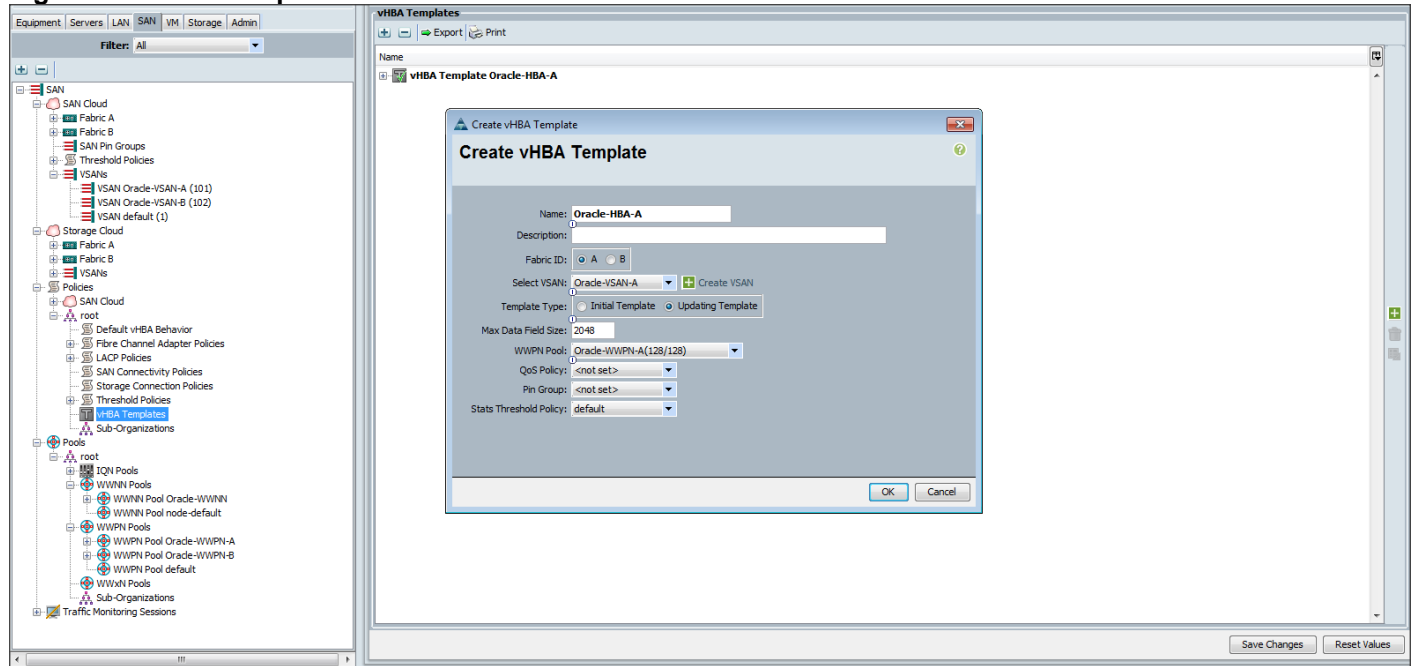 Equipment Servers LAN SAN VM Storage Admin
Filter: All
SAN
SAN Cloud
Fabric A
Fabric B
SAN Pin Groups
Threshold Policies
VSANs
VSAN Oracle-VSAN-A (101)
VSAN Oracle-VSAN-B (102)
VSAN default (1)
Storage Cloud
Fabric A
Fabric B
VSANs
Policies
SAN Cloud
root
Default vHBA Behavior
Fibre Channel Adapter Policies
LACP Policies
SAN Connectivity Policies
Storage Connection Policies
Threshold Policies
vHBA Templates
Sub-Organizations
Pools
root
IQN Pools
WWNN Pools
WWNN Pool Oracle-WWNN
WWNN Pool node-default
WWPN Pools
WWPN Pool Oracle-WWPN-A
WWPN Pool Oracle-WWPN-B
WWPN Pool default
WWxN Pools
Sub-Organizations
Traffic Monitoring Sessions
vHBA Templates
Export Print
Name
vHBA Template Oracle-HBA-A
Create vHBA Template
Create vHBA Template
Name: Oracle-HBA-A
Description:
Fabric ID: A B
Select VSAN: Oracle-VSAN-A Create VSAN
Template Type: Initial Template Updating Template
Max Data Field Size: 2048
WWPN Pool: Oracle-WWPN-A(128/128)
QoS Policy: <not set>
Pin Group: <not set>
Stats Threshold Policy: default
OK Cancel
Save Changes Reset Values